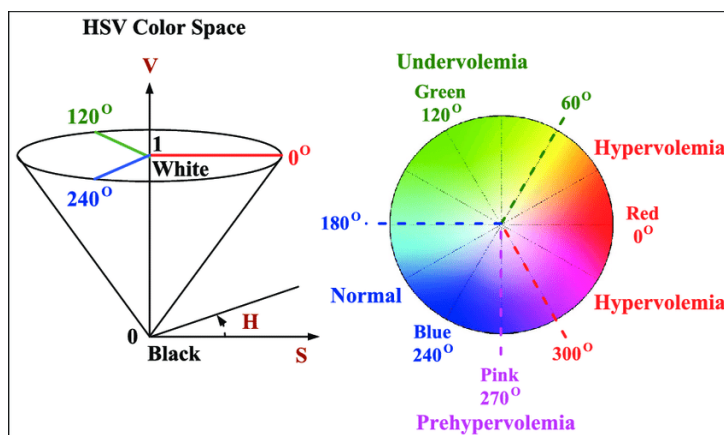 HSV Color Space
V
120°
1
White
0°
240°
0
Black
H
S
Undervolemia
Green
120°
60°
Hypervolemia
180°
Red
0°
Normal
Hypervolemia
Blue
240°
300°
Pink
270°
Prehypervolemia